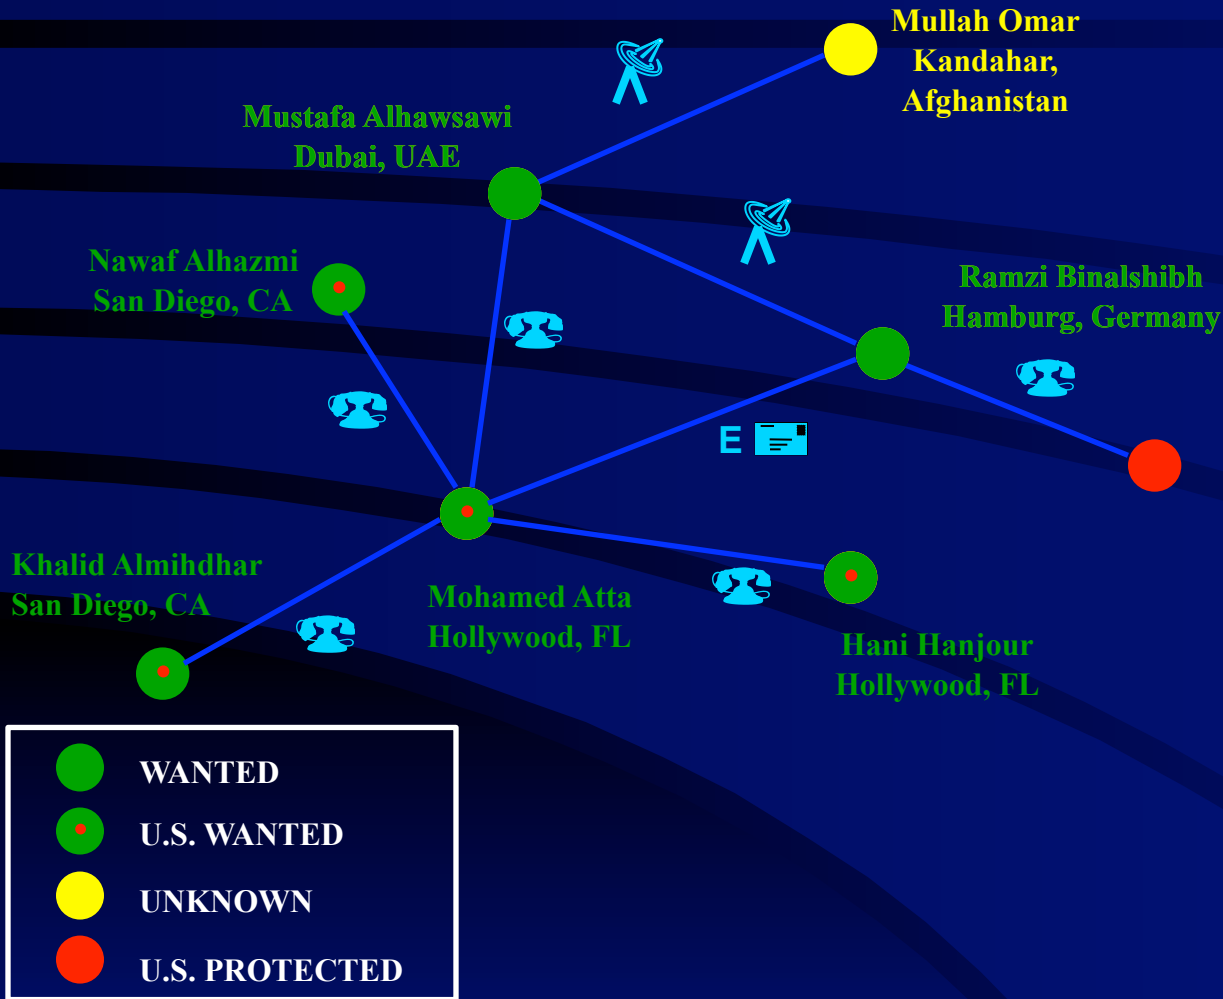 Mullah Omar
Kandahar,
Afghanistan
Mustafa Alhawsawi
Dubai, UAE
Nawaf Alhazmi
San Diego, CA
Ramzi Binalshibh
Hamburg, Germany
E
Khalid Almihdhar
San Diego, CA
Mohamed Atta
Hollywood, FL
Hani Hanjour
Hollywood, FL
WANTED
U.S. WANTED
UNKNOWN
U.S. PROTECTED